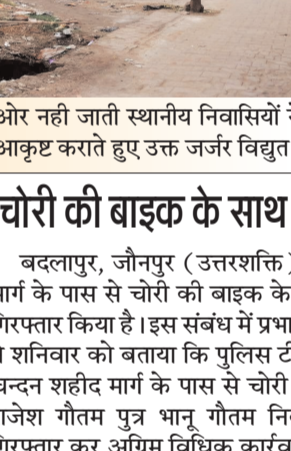 ओर नही जाती स्थानीय निवासियों
आकृष्ट कराते हुए उक्त जर्जर विद्युत
चोरी की बाइक के साथ
बदलापुर, जौनपुर (उत्तरशक्ति)
मार्ग के पास से चोरी की बाइक के
गिरफ्तार किया है। इस संबंध में प्रभा
शनिवार को बताया कि पुलिस टी
चन्दन शहीद मार्ग के पास से चोरी
राजेश गौतम पुत्र भानू गौतम नि
गिरफ्तार कर अग्रिम विधिक कार्रव